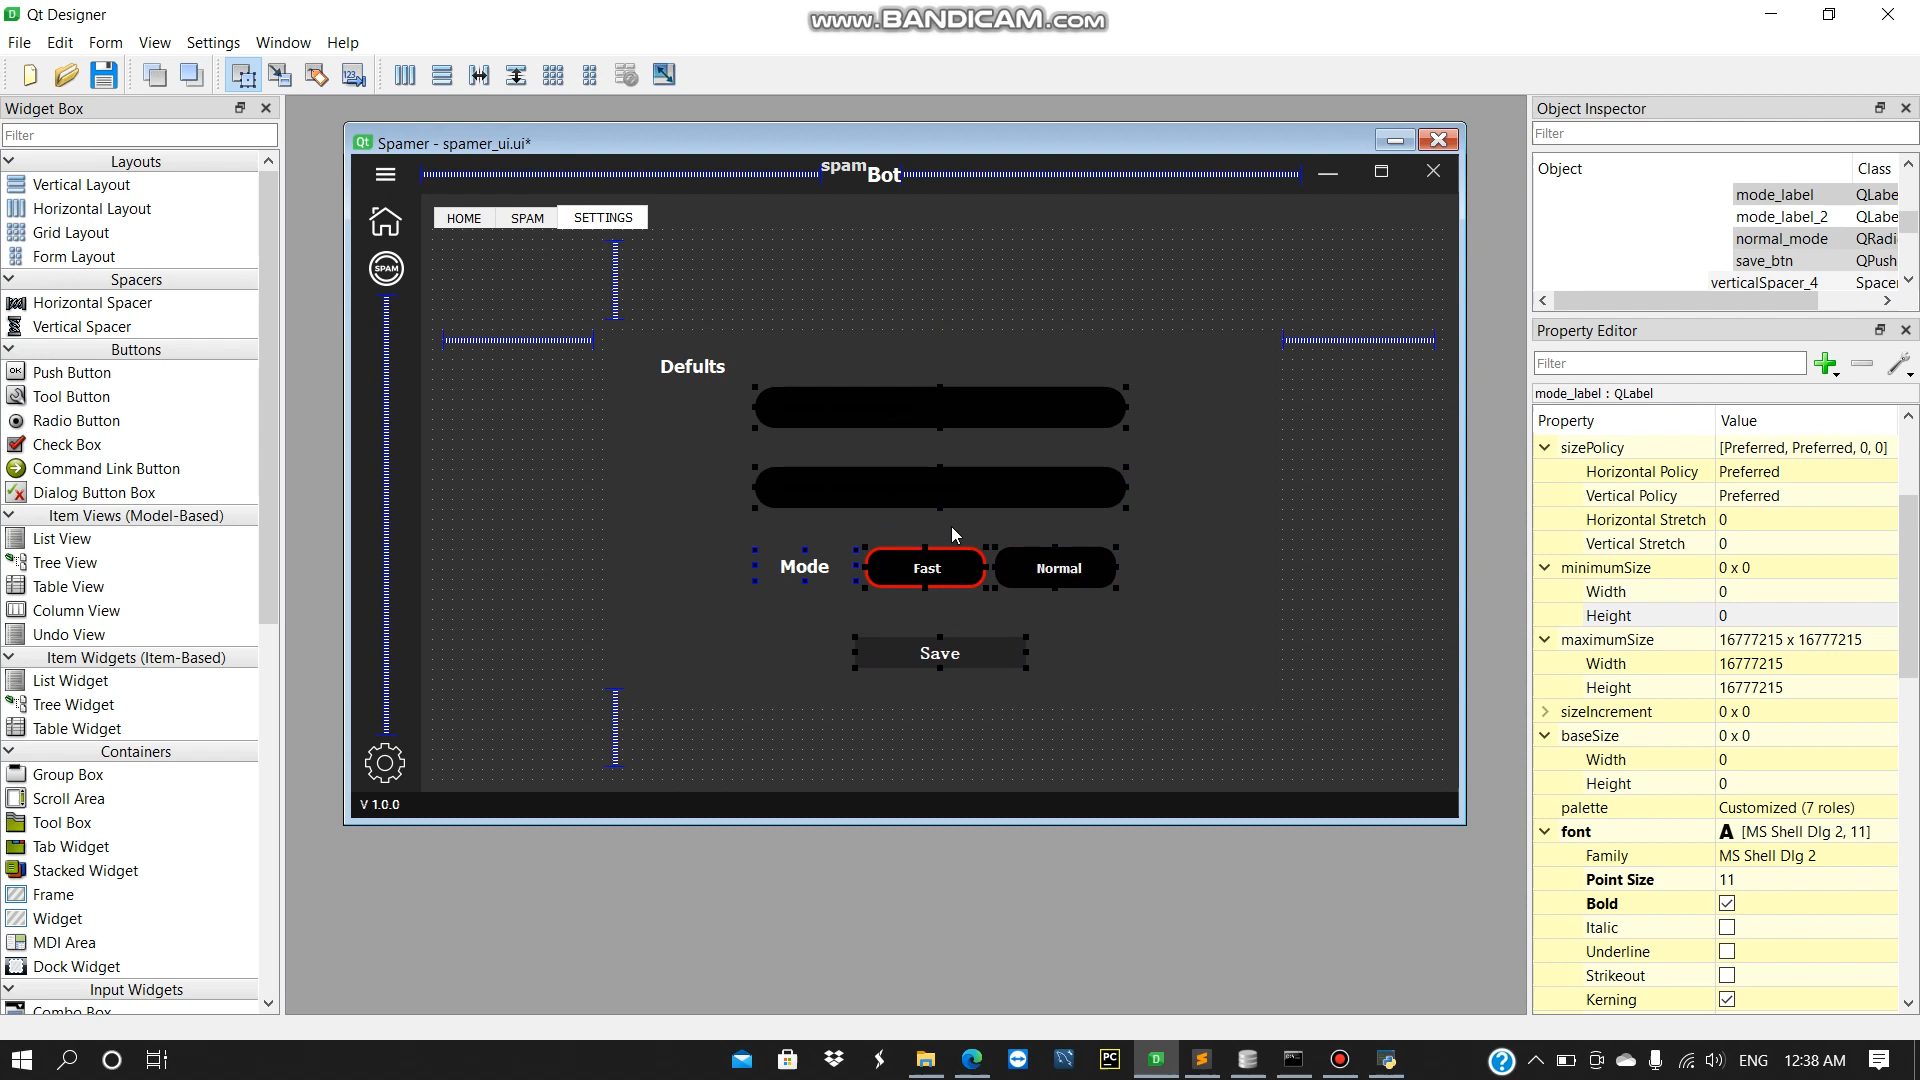 Qt Designer
www.BANDICAM.com
File Edit Form View Settings Window Help
Widget Box
Filter
Layouts
Vertical Layout
Horizontal Layout
Grid Layout
Form Layout
Spacers
Horizontal Spacer
Vertical Spacer
Buttons
Push Button
Tool Button
Radio Button
Check Box
Command Link Button
Dialog Button Box
Item Views (Model-Based)
List View
Tree View
Table View
Column View
Undo View
Item Widgets (Item-Based)
List Widget
Tree Widget
Table Widget
Containers
Group Box
Scroll Area
Tool Box
Tab Widget
Stacked Widget
Frame
Widget
MDI Area
Dock Widget
Input Widgets
Combo Box
Spamer - spamer_ui.ui*
spamBot
HOME SPAM SETTINGS
SPAM
Defults
Mode Fast Normal
Save
V 1.0.0
Object Inspector
Filter
Object Class
mode_label QLabe
mode_label_2 QLabe
normal_mode QRadi
save_btn QPush
verticalSpacer_4 Spacer
Property Editor
Filter
mode_label : QLabel
Property Value
sizePolicy [Preferred, Preferred, 0, 0]
Horizontal Policy Preferred
Vertical Policy Preferred
Horizontal Stretch 0
Vertical Stretch 0
minimumSize 0 x 0
Width 0
Height 0
maximumSize 16777215 x 16777215
Width 16777215
Height 16777215
sizeIncrement 0 x 0
baseSize 0 x 0
Width 0
Height 0
palette Customized (7 roles)
font A [MS Shell Dlg 2, 11]
Family MS Shell Dlg 2
Point Size 11
Bold
Italic
Underline
Strikeout
Kerning
ENG 12:38 AM